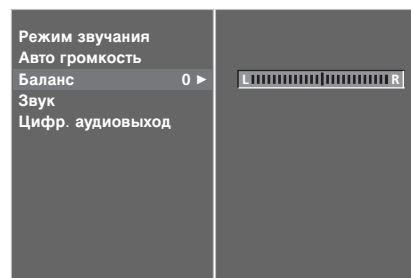 Режим звучания
Авто громкость
Баланс 0 ►
Звук
Цифр. аудиовыход
L R